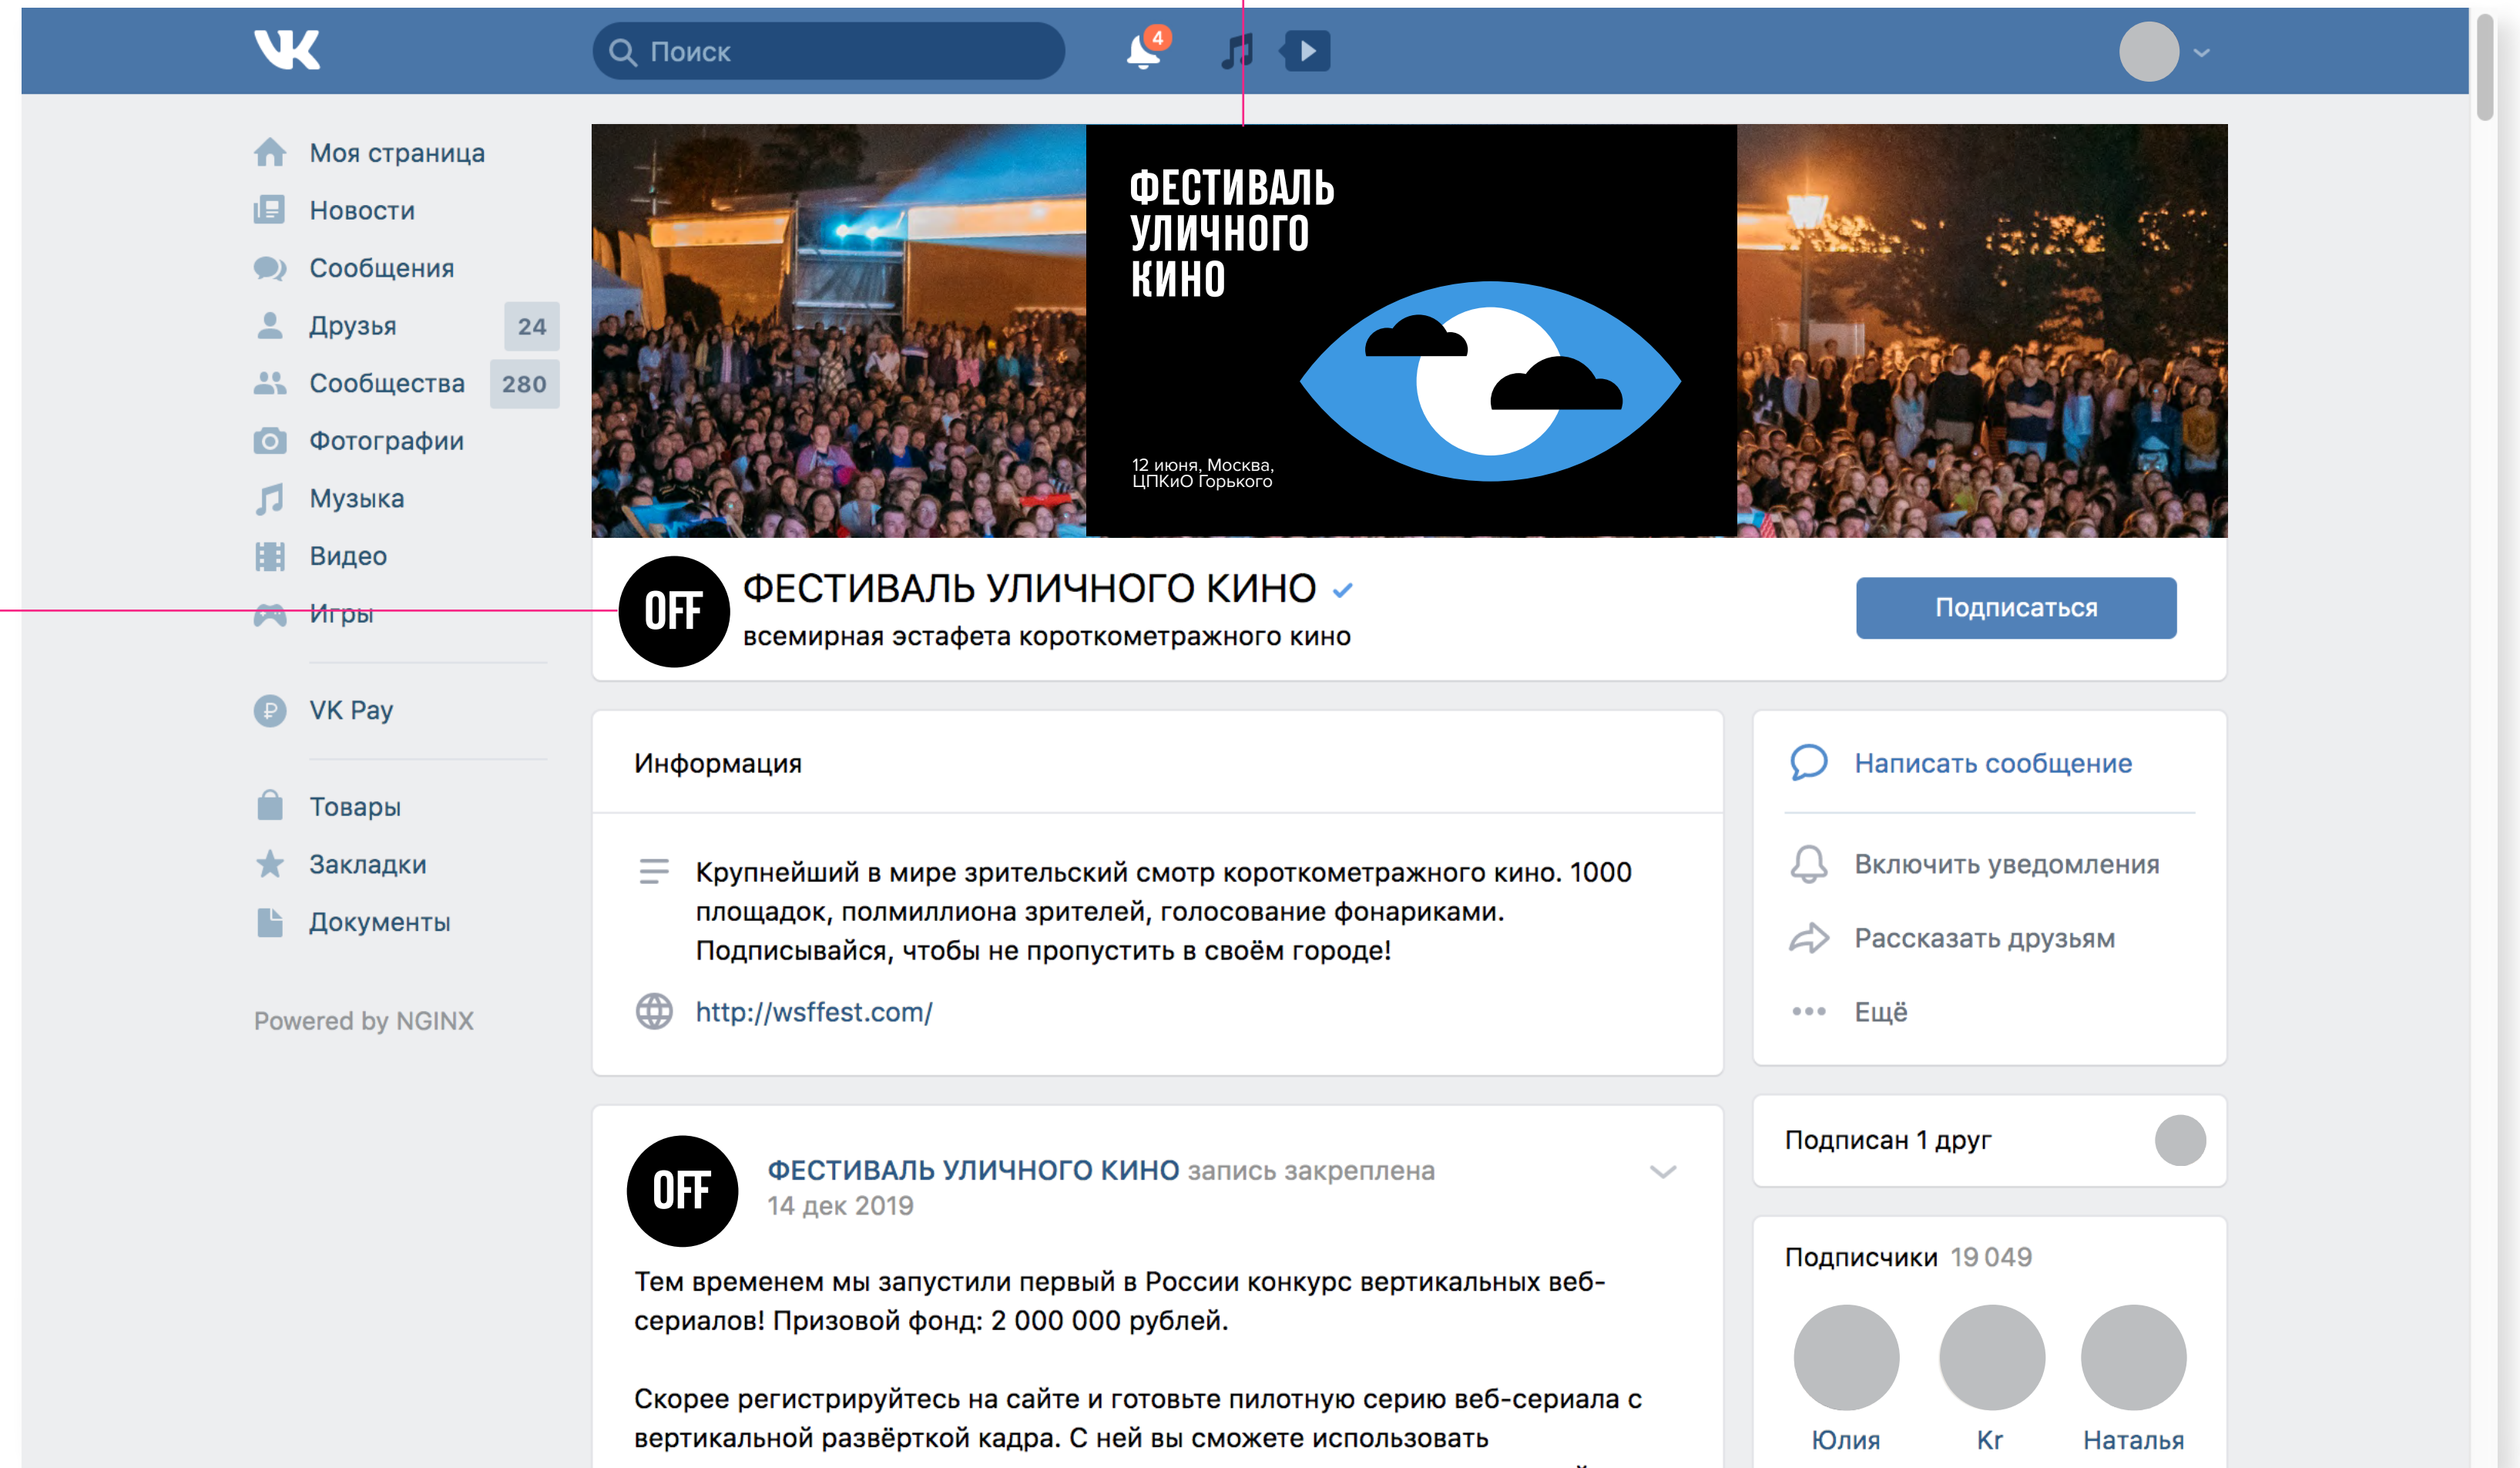 Поиск
4
Моя страница
Новости
Сообщения
Друзья 24
Сообщества 280
Фотографии
Музыка
Видео
Игры
VK Pay
Товары
Закладки
Документы
Powered by NGINX
ФЕСТИВАЛЬ
УЛИЧНОГО
КИНО
12 июня, Москва,
ЦПКиО Горького
OFF
ФЕСТИВАЛЬ УЛИЧНОГО КИНО
всемирная эстафета короткометражного кино
Подписаться
Информация
Крупнейший в мире зрительский смотр короткометражного кино. 1000
площадок, полмиллиона зрителей, голосование фонариками.
Подписывайся, чтобы не пропустить в своём городе!
http://wsffest.com/
OFF
ФЕСТИВАЛЬ УЛИЧНОГО КИНО запись закреплена
14 дек 2019
Тем временем мы запустили первый в России конкурс вертикальных веб-
сериалов! Призовой фонд: 2 000 000 рублей.
Скорее регистрируйтесь на сайте и готовьте пилотную серию веб-сериала с
вертикальной развёрткой кадра. С ней вы сможете использовать
Написать сообщение
Включить уведомления
Рассказать друзьям
Ещё
Подписан 1 друг
Подписчики 19 049
Юлия
Kr
Наталья